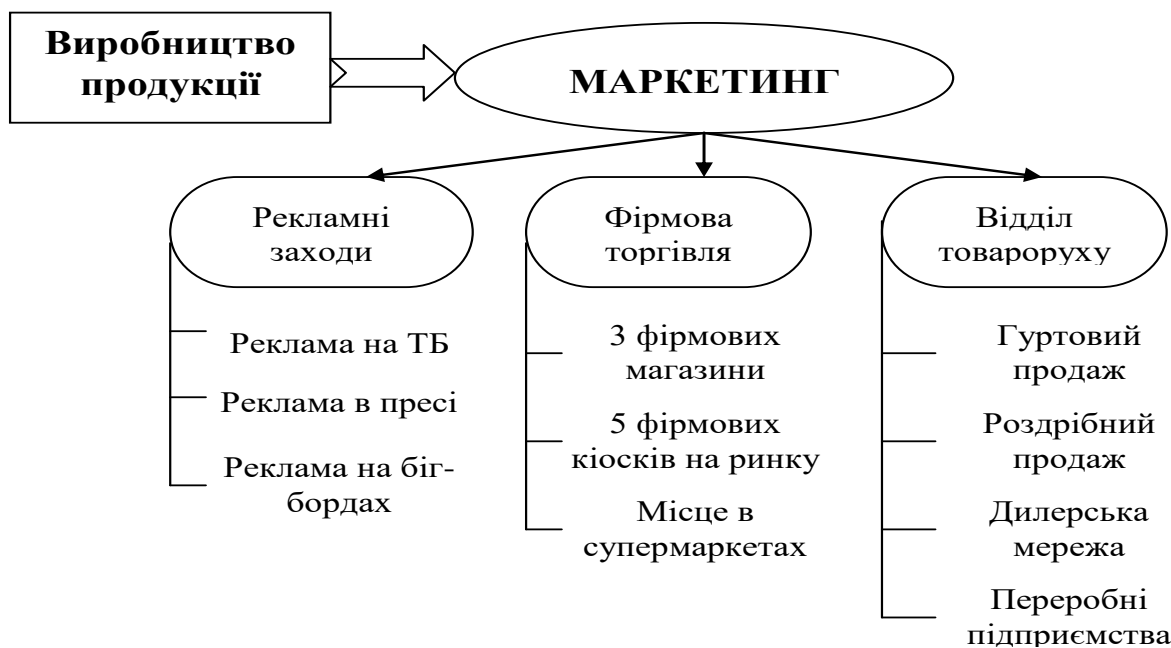 Виробництво
продукції
МАРКЕТИНГ
Рекламні
заходи
Реклама на ТБ
Реклама в пресі
Реклама на біг-
бордах
Фірмова
торгівля
3 фірмових
магазини
5 фірмових
кіосків на ринку
Місце в
супермаркетах
Відділ
товароруху
Гуртовий
продаж
Роздрібний
продаж
Дилерська
мережа
Переробні
підприємства